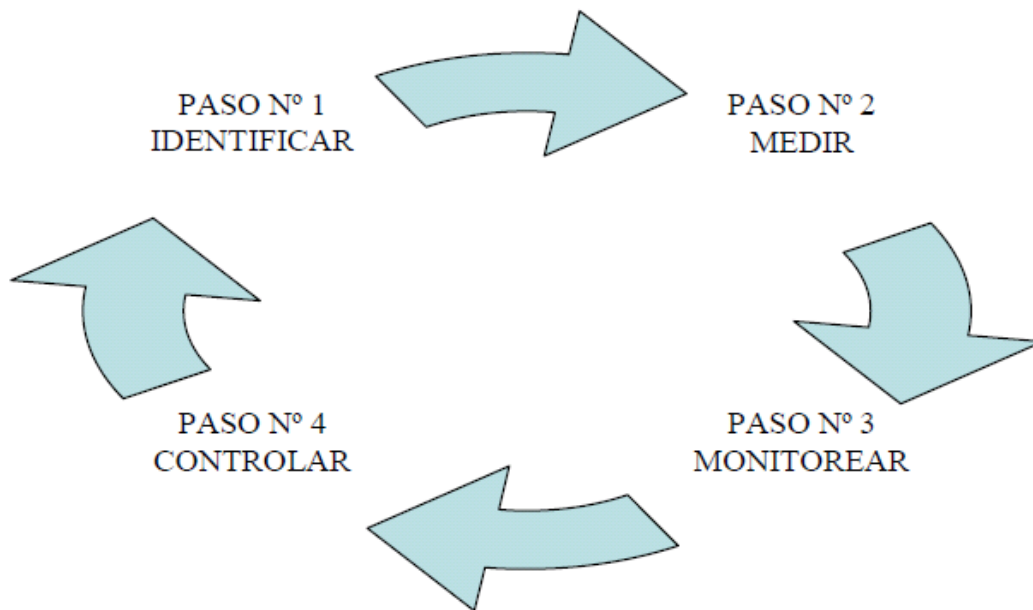 PASO Nº 1
IDENTIFICAR
PASO Nº 2
MEDIR
PASO Nº 3
MONITOREAR
PASO Nº 4
CONTROLAR